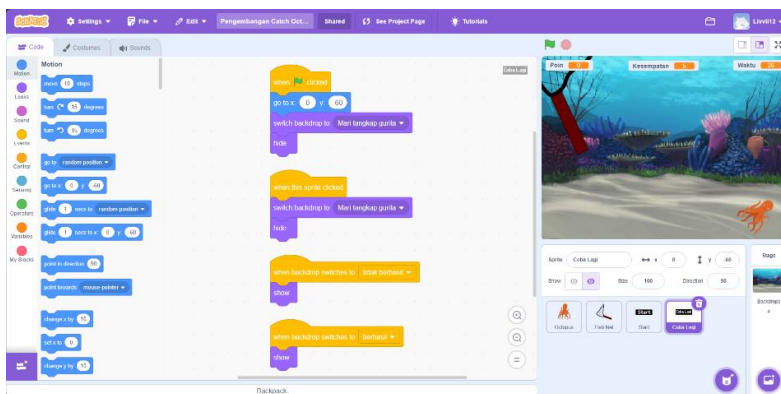 SCRATCH Settings File Edit Pengembangan Catch Oct... Shared See Project Page Tutorials Livvii12
Code Costumes Sounds
Motion
Looks
Sound
Events
Control
Sensing
Operators
Variables
My Blocks
Motion
move 10 steps
turn 15 degrees
turn 15 degrees
go to random position
go to x: 0 y: -60
glide 1 secs to random position
glide 1 secs to x: 0 y: -60
point in direction 90
point towards mouse-pointer
change x by 10
set x to 0
change y by 10
Coba Lagi
when clicked
go to x: 0 y: -60
switch backdrop to Mari tangkap gurita
hide
when this sprite clicked
switch backdrop to Mari tangkap gurita
hide
when backdrop switches to tidak berhasil
show
when backdrop switches to berhasil
show
Backpack
Poin 0 Kesempatan 5 Waktu
Sprite Coba Lagi x 0 y -60
Show Size 100 Direction 90
Octopus
Fish Net
Start
Start
Coba Lagi
Coba Lagi
Stage
Backdrops